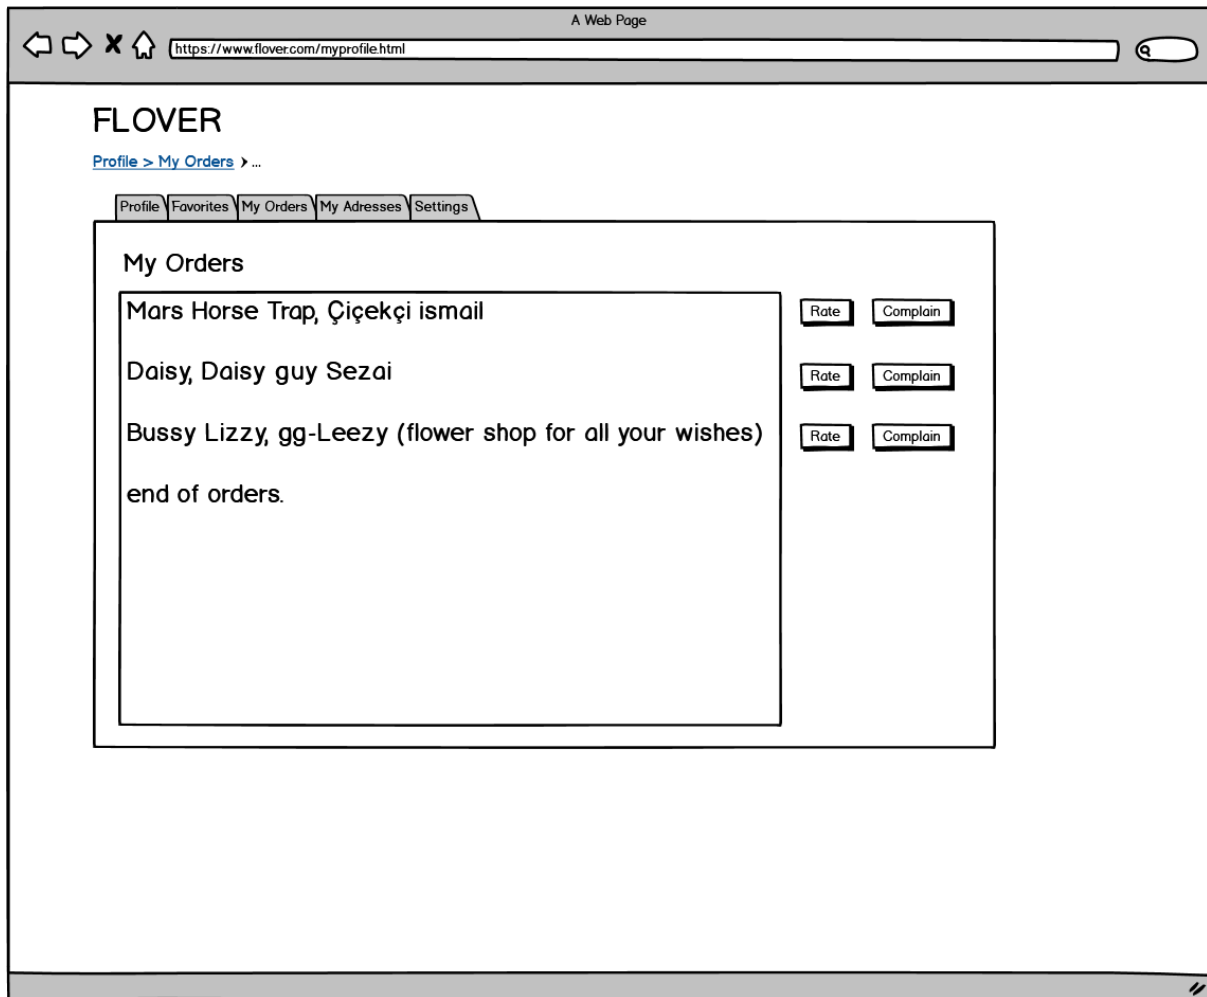 A Web Page
https://www.flover.com/myprofile.html
FLOVER
Profile > My Orders > ...
Profile Favorites My Orders My Adresses Settings
My Orders
Mars Horse Trap, Çiçekçi ismail Rate Complain
Daisy, Daisy guy Sezai Rate Complain
Bussy Lizzy, gg-Leezy (flower shop for all your wishes) Rate Complain
end of orders.